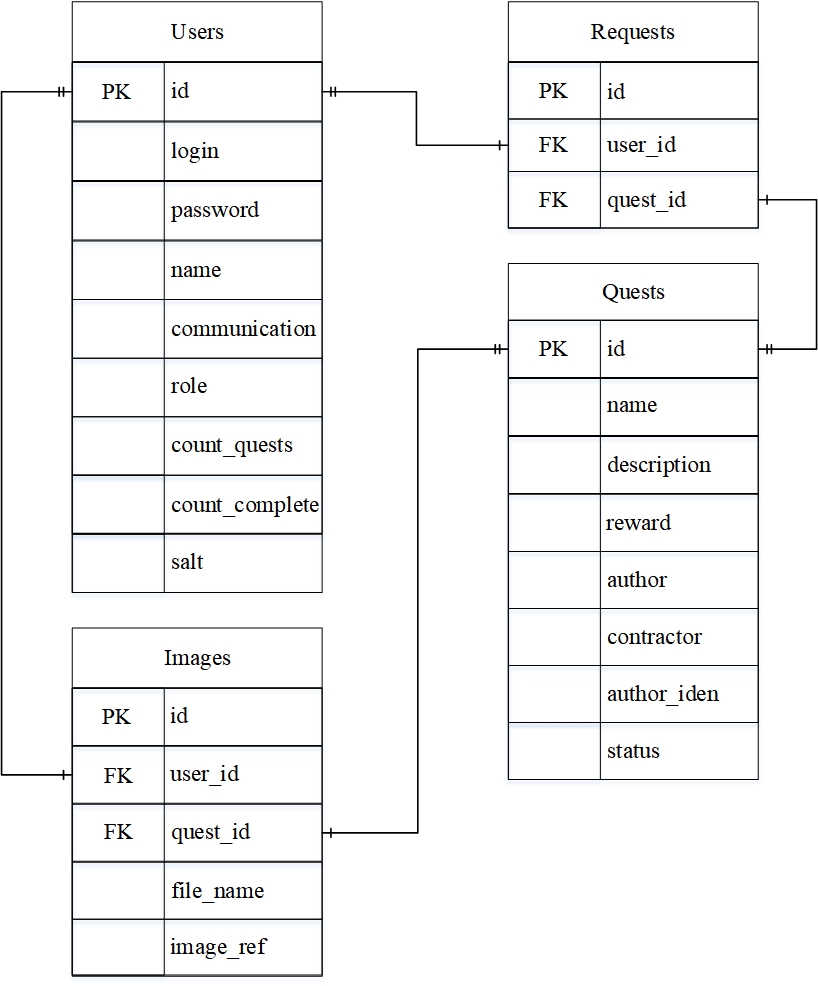 Users
PK id
login
password
name
communication
role
count_quests
count_complete
salt
Requests
PK id
FK user_id
FK quest_id
Quests
PK id
name
description
reward
author
contractor
author_iden
status
Images
PK id
FK user_id
FK quest_id
file_name
image_ref